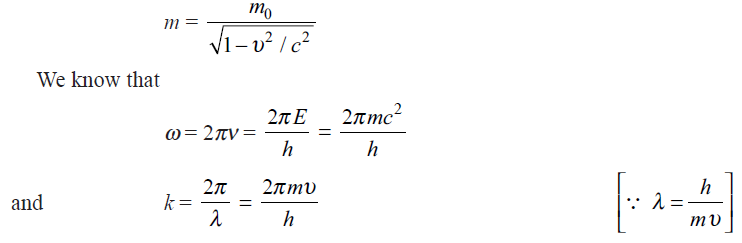 m = m₀ / √(1 − υ² / c²)
We know that
ω = 2πν = 2πE / h = 2πmc² / h
and k = 2π / λ = 2πmυ / h [∵ λ = h / mυ]